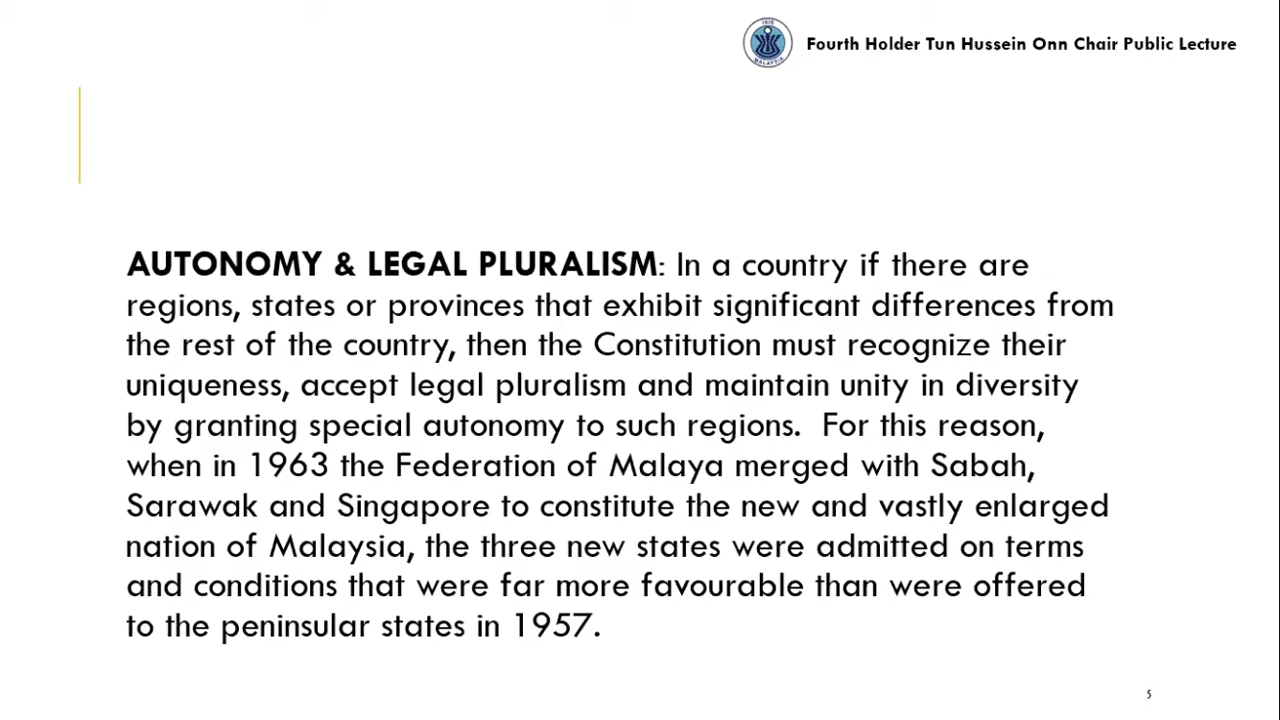 ISIS
MALAYSIA
Fourth Holder Tun Hussein Onn Chair Public Lecture
AUTONOMY & LEGAL PLURALISM: In a country if there are
regions, states or provinces that exhibit significant differences from
the rest of the country, then the Constitution must recognize their
uniqueness, accept legal pluralism and maintain unity in diversity
by granting special autonomy to such regions.  For this reason,
when in 1963 the Federation of Malaya merged with Sabah,
Sarawak and Singapore to constitute the new and vastly enlarged
nation of Malaysia, the three new states were admitted on terms
and conditions that were far more favourable than were offered
to the peninsular states in 1957.
5